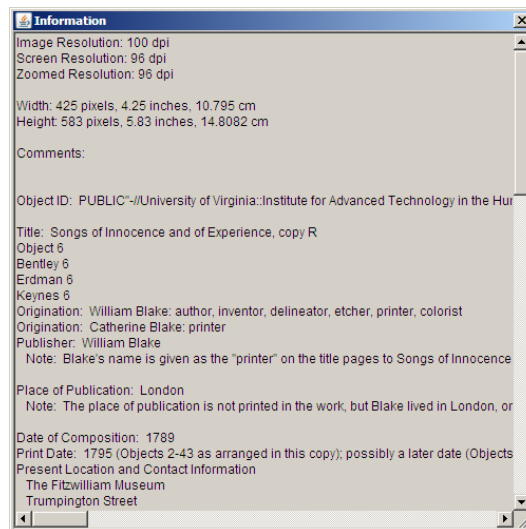 Information
Image Resolution: 100 dpi
Screen Resolution: 96 dpi
Zoomed Resolution: 96 dpi
Width: 425 pixels, 4.25 inches, 10.795 cm
Height: 583 pixels, 5.83 inches, 14.8082 cm
Comments:
Object ID: PUBLIC"-//University of Virginia::Institute for Advanced Technology in the Hur
Title: Songs of Innocence and of Experience, copy R
Object 6
Bentley 6
Erdman 6
Keynes 6
Origination: William Blake: author, inventor, delineator, etcher, printer, colorist
Origination: Catherine Blake: printer
Publisher: William Blake
Note: Blake's name is given as the "printer" on the title pages to Songs of Innocence
Place of Publication: London
Note: The place of publication is not printed in the work, but Blake lived in London, or
Date of Composition: 1789
Print Date: 1795 (Objects 2-43 as arranged in this copy); possibly a later date (Objects
Present Location and Contact Information
The Fitzwilliam Museum
Trumpington Street